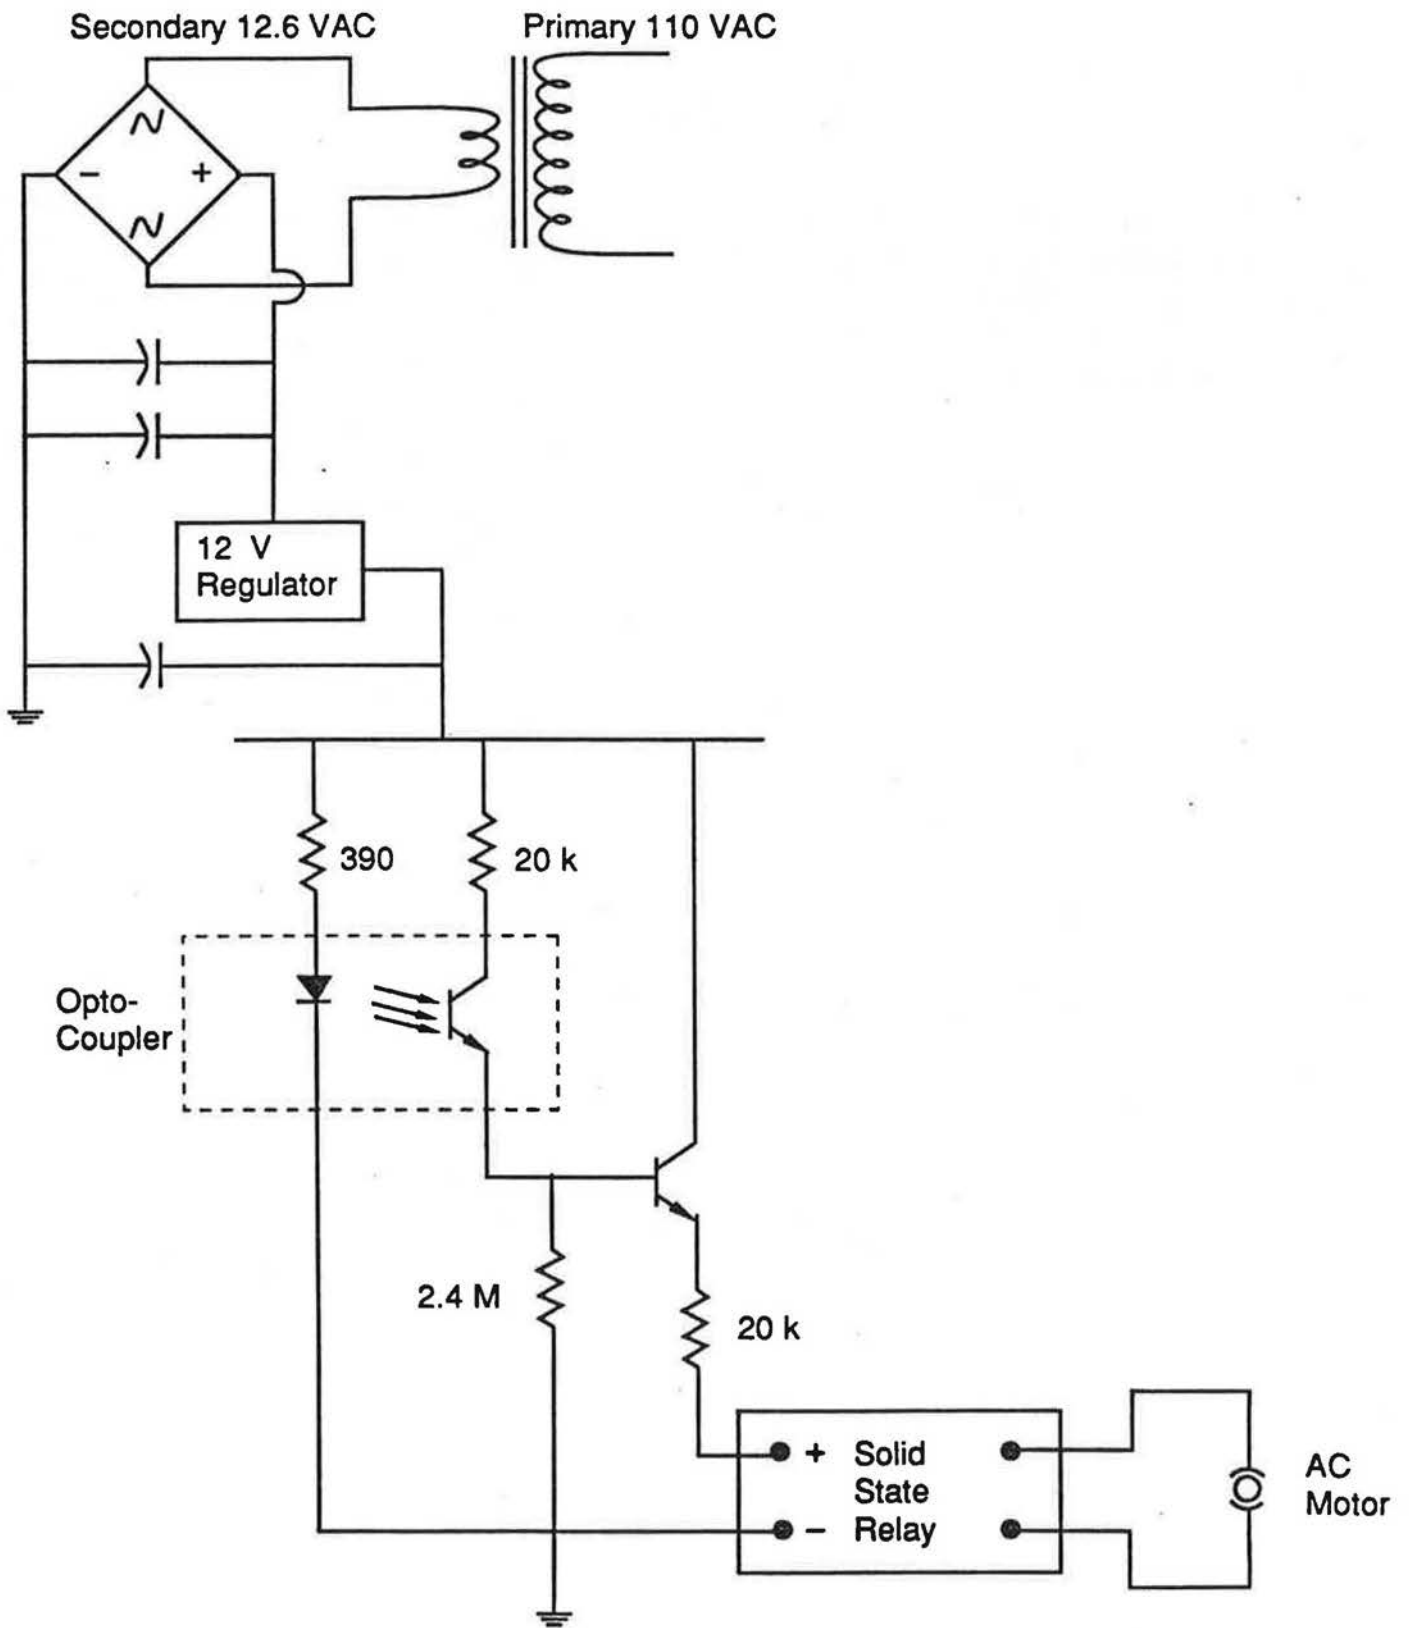 Secondary 12.6 VAC
Primary 110 VAC
−
+
12 V
Regulator
390
20 k
Opto-
Coupler
2.4 M
20 k
+ Solid
State
− Relay
AC
Motor